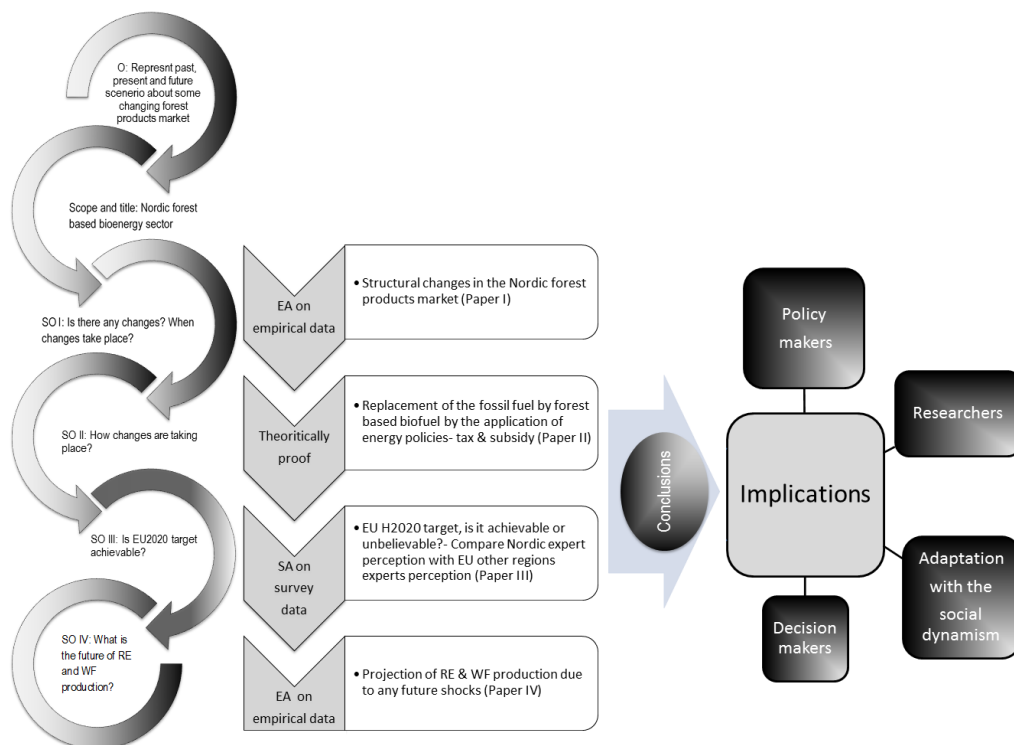 O: Represnt past,
present and future
scenerio about some
changing forest
products market
Scope and title: Nordic forest
based bioenergy sector
SO I: Is there any changes? When
changes take place?
SO II: How changes are taking
place?
SO III: Is EU2020 target
achievable?
SO IV: What is
the future of RE
and WF
production?
EA on
empirical data
• Structural changes in the Nordic forest
products market (Paper I)
Theoritically
proof
• Replacement of the fossil fuel by forest
based biofuel by the application of
energy policies- tax & subsidy (Paper II)
SA on
survey
data
• EU H2020 target, is it achievable or
unbelievable?- Compare Nordic expert
perception with EU other regions
experts perception (Paper III)
EA on
empirical data
• Projection of RE & WF production due
to any future shocks (Paper IV)
Conclusions
Policy
makers
Researchers
Implications
Adaptation
with the
social
dynamism
Decision
makers